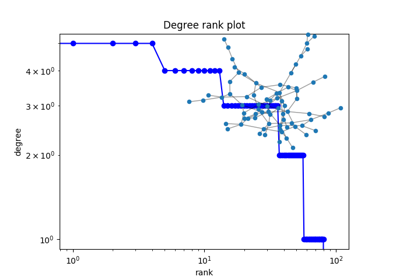 Degree rank plot
degree
4 × 10⁰
3 × 10⁰
2 × 10⁰
10⁰
10⁰
10¹
10²
rank